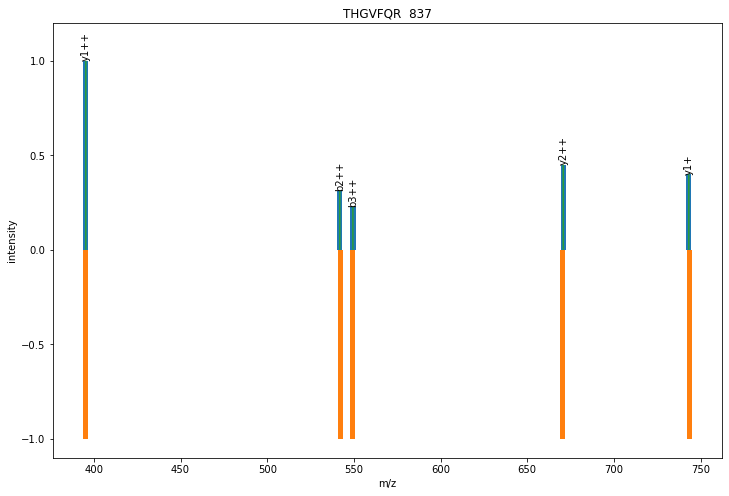 THGVFQR  837
y1++
b2++
b3++
y2++
y1+
1.0
0.5
0.0
−0.5
−1.0
intensity
400 450 500 550 600 650 700 750
m/z